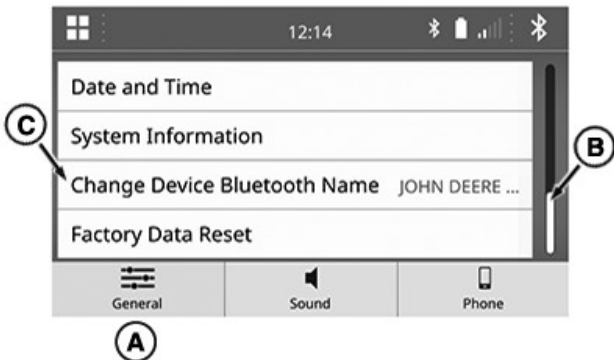 12:14
Date and Time
System Information
C
B
Change Device Bluetooth Name JOHN DEERE ...
Factory Data Reset
General Sound Phone
A